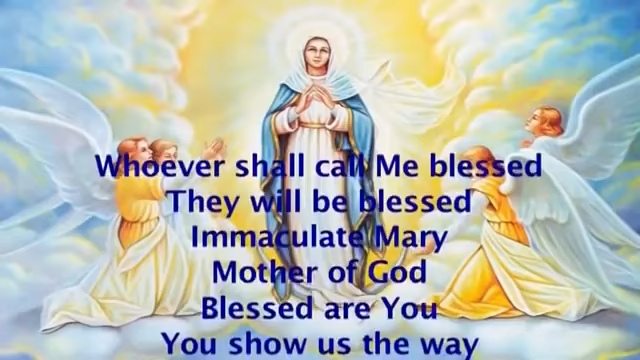 Whoever shall call Me blessed
They will be blessed
Immaculate Mary
Mother of God
Blessed are You
You show us the way